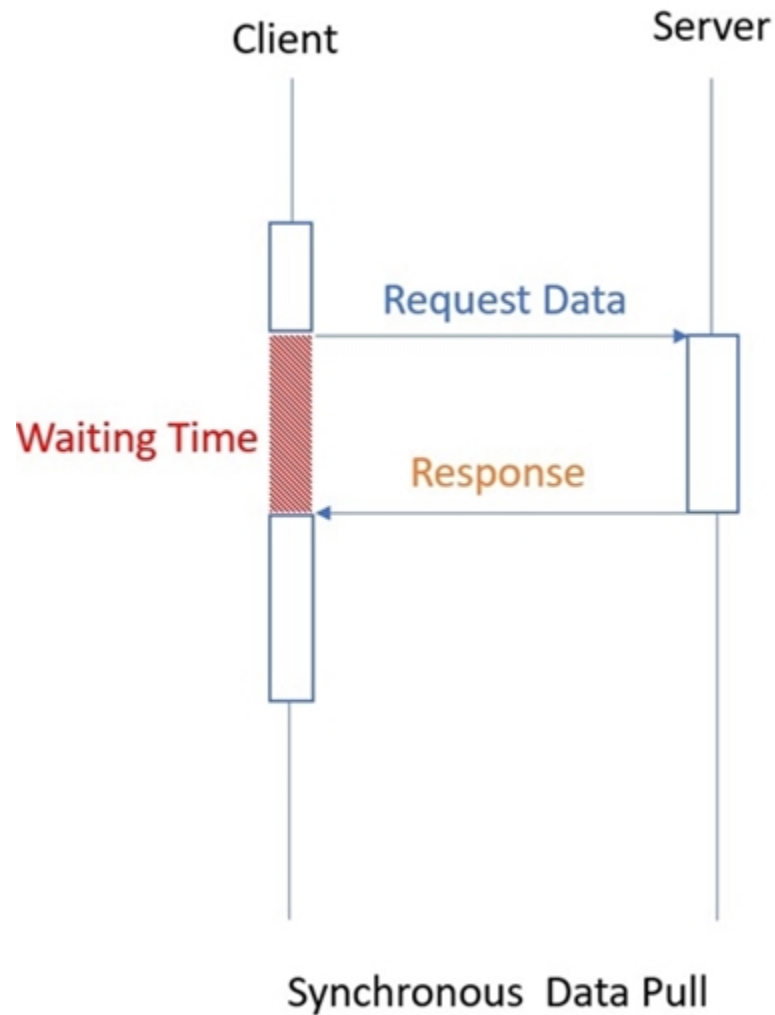 Client
Server
Request Data
Waiting Time
Response
Synchronous Data Pull